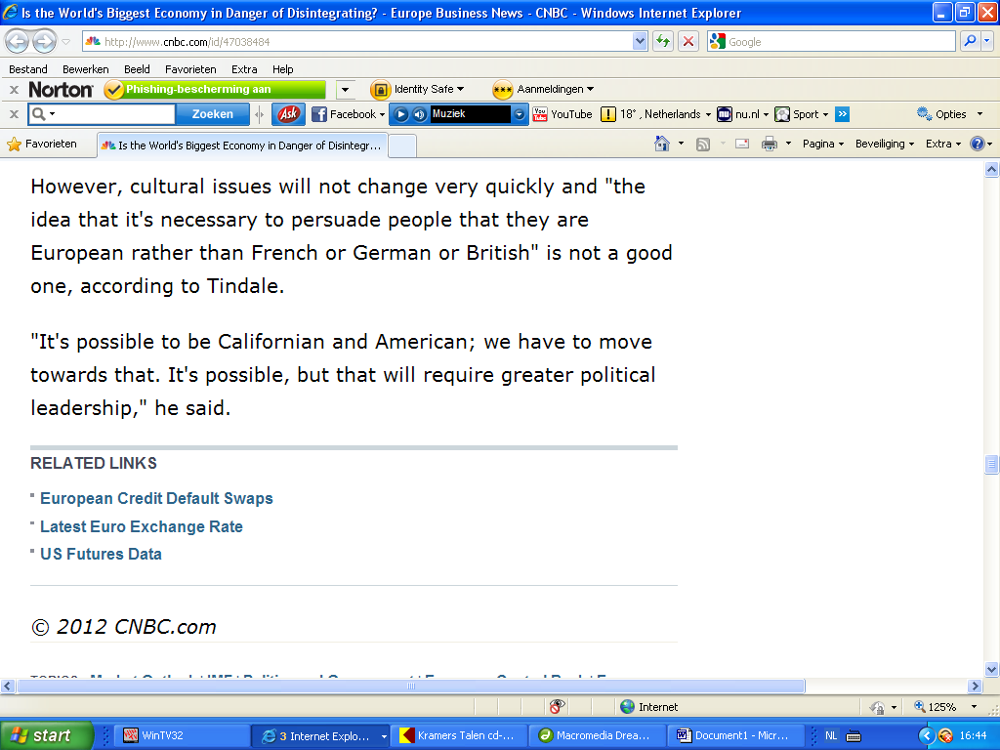 Is the World's Biggest Economy in Danger of Disintegrating? - Europe Business News - CNBC - Windows Internet Explorer
http://www.cnbc.com/id/47038484
Google
Bestand Bewerken Beeld Favorieten Extra Help
x Norton Phishing-bescherming aan Identity Safe Aanmeldingen
x Zoeken Ask Facebook Muziek YouTube 18° , Netherlands nu.nl Sport Opties
Favorieten Is the World's Biggest Economy in Danger of Disintegr... Pagina Beveiliging Extra
However, cultural issues will not change very quickly and "the
idea that it's necessary to persuade people that they are
European rather than French or German or British" is not a good
one, according to Tindale.
"It's possible to be Californian and American; we have to move
towards that. It's possible, but that will require greater political
leadership," he said.
RELATED LINKS
European Credit Default Swaps
Latest Euro Exchange Rate
US Futures Data
© 2012 CNBC.com
Internet 125%
start WinTV32 3 Internet Explo... Kramers Talen cd-... Macromedia Drea... Document1 - Micr... NL 16:44